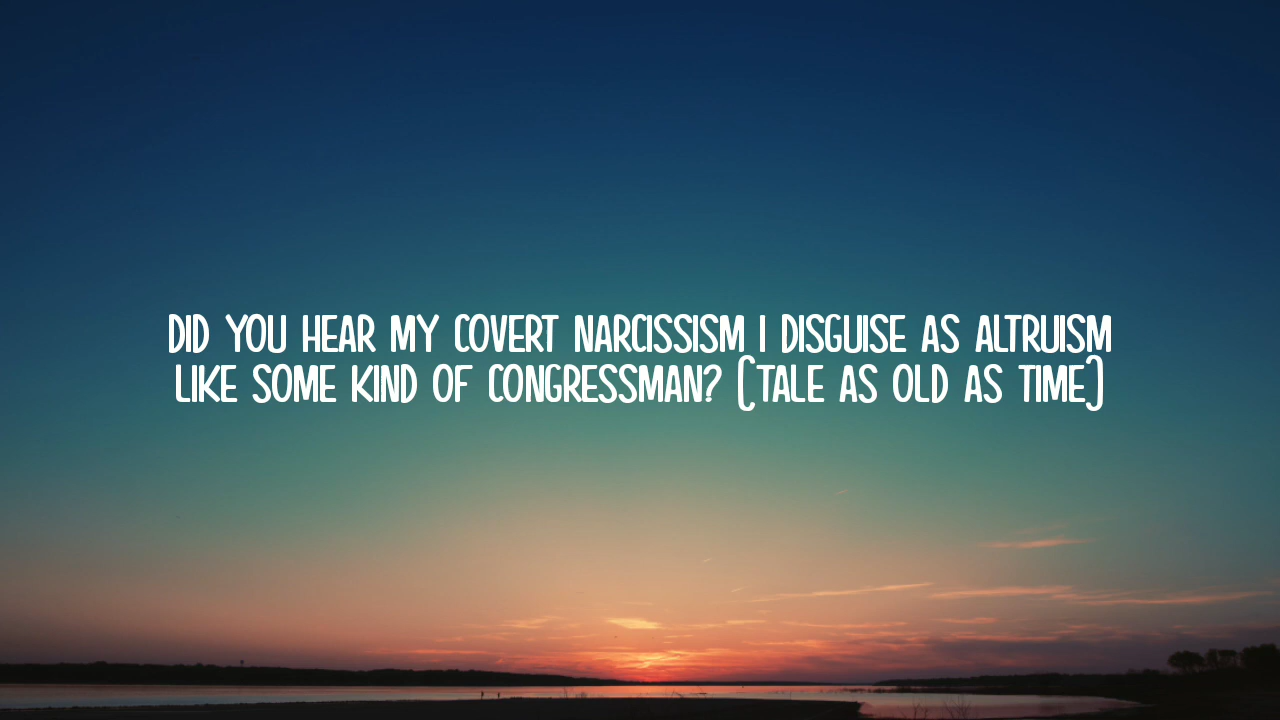 DID YOU HEAR MY COVERT NARCISSISM I DISGUISE AS ALTRUISM
LIKE SOME KIND OF CONGRESSMAN? (TALE AS OLD AS TIME)